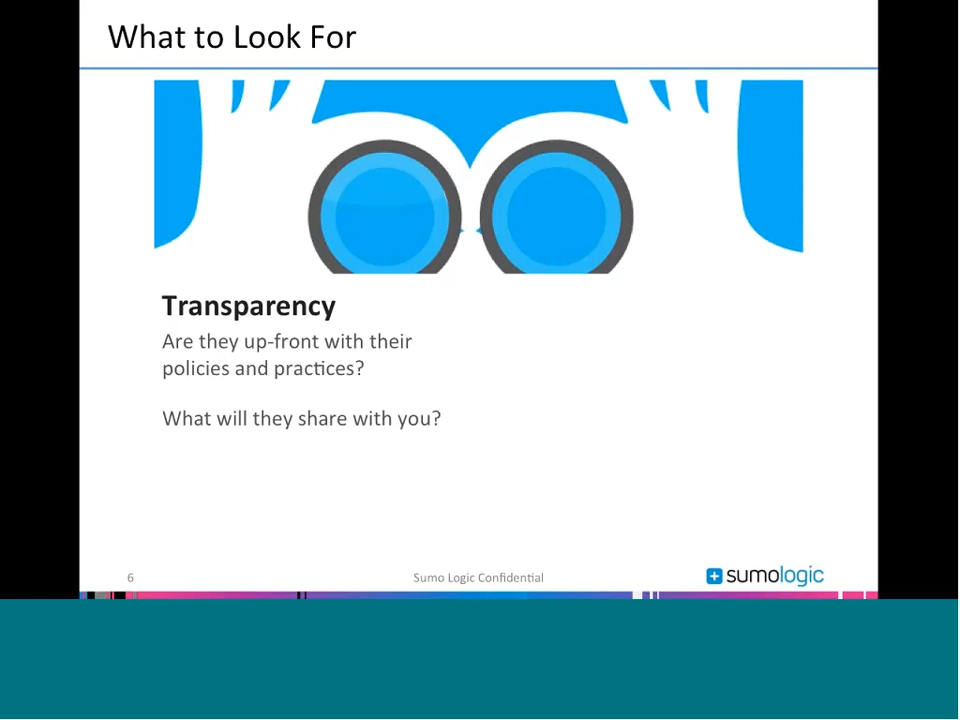 What to Look For
Transparency
Are they up-front with their
policies and practices?
What will they share with you?
6
Sumo Logic Confidential
sumologic